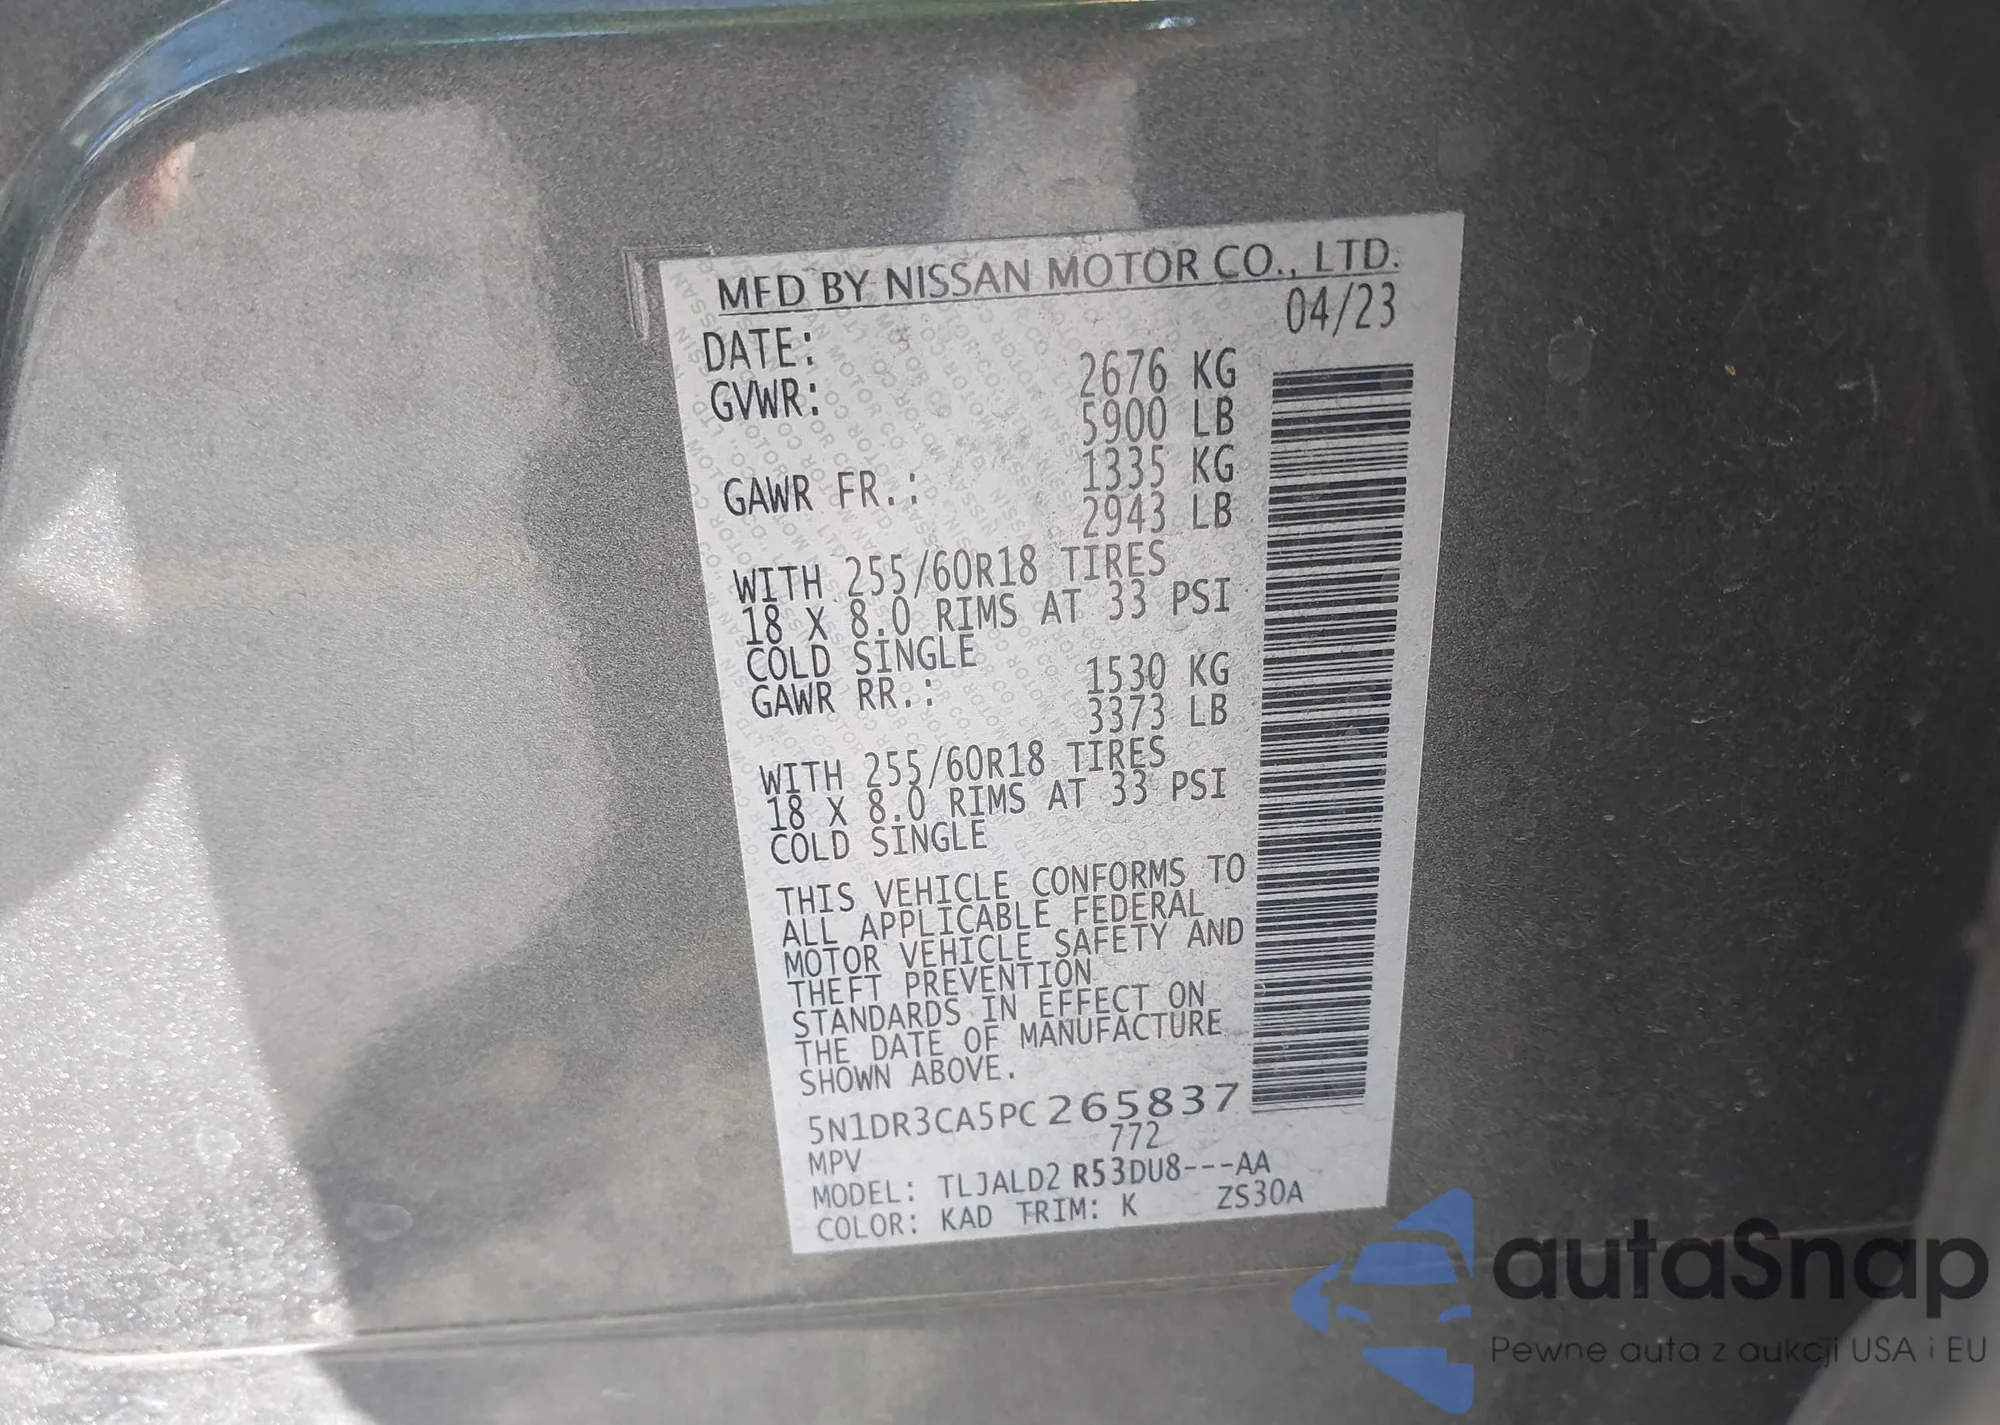 MFD BY NISSAN MOTOR CO., LTD.
DATE: 04/23
GVWR: 2676 KG
5900 LB
GAWR FR.: 1335 KG
2943 LB
WITH 255/60R18 TIRES
18 X 8.0 RIMS AT 33 PSI
COLD SINGLE
GAWR RR.: 1530 KG
3373 LB
WITH 255/60R18 TIRES
18 X 8.0 RIMS AT 33 PSI
COLD SINGLE
THIS VEHICLE CONFORMS TO
ALL APPLICABLE FEDERAL
MOTOR VEHICLE SAFETY AND
THEFT PREVENTION
STANDARDS IN EFFECT ON
THE DATE OF MANUFACTURE
SHOWN ABOVE.
5N1DR3CA5PC265837
MPV 772
MODEL: TLJALD2 R53DU8---AA
COLOR: KAD TRIM: K ZS30A
autaSnap
Pewne auta z aukcji USA i EU